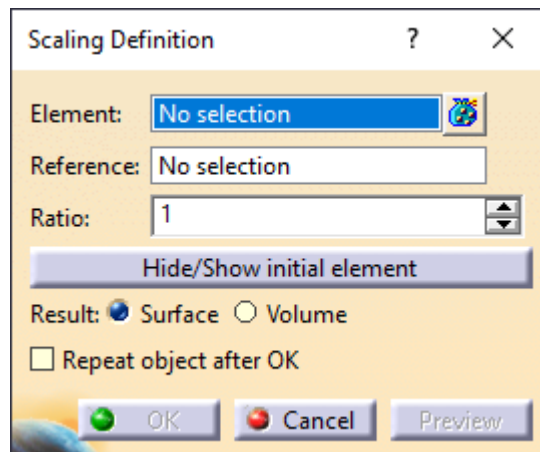 Scaling Definition ? ×
Element: No selection
Reference: No selection
Ratio: 1
Hide/Show initial element
Result: Surface Volume
Repeat object after OK
OK Cancel Preview